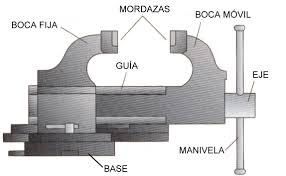 MORDAZAS
BOCA FIJA
BOCA MÓVIL
GUÍA
EJE
MANIVELA
BASE